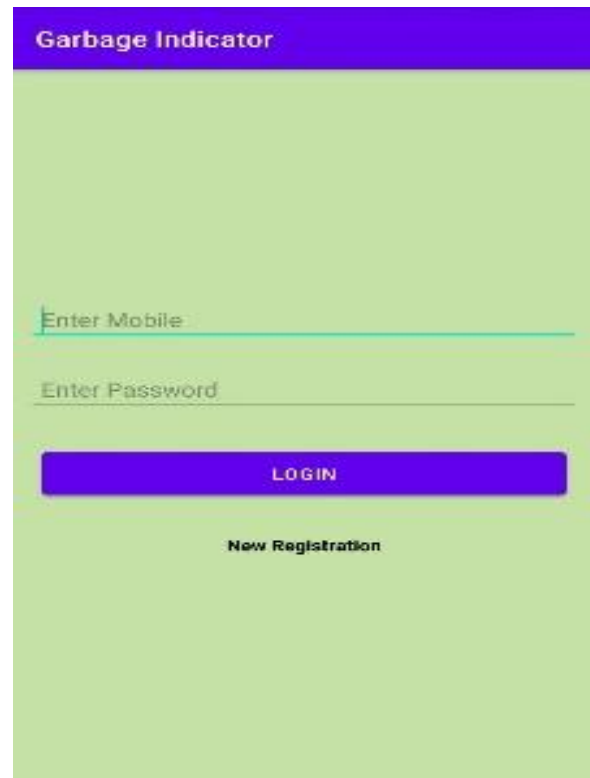 Garbage Indicator
Enter Mobile
Enter Password
LOGIN
New Registration